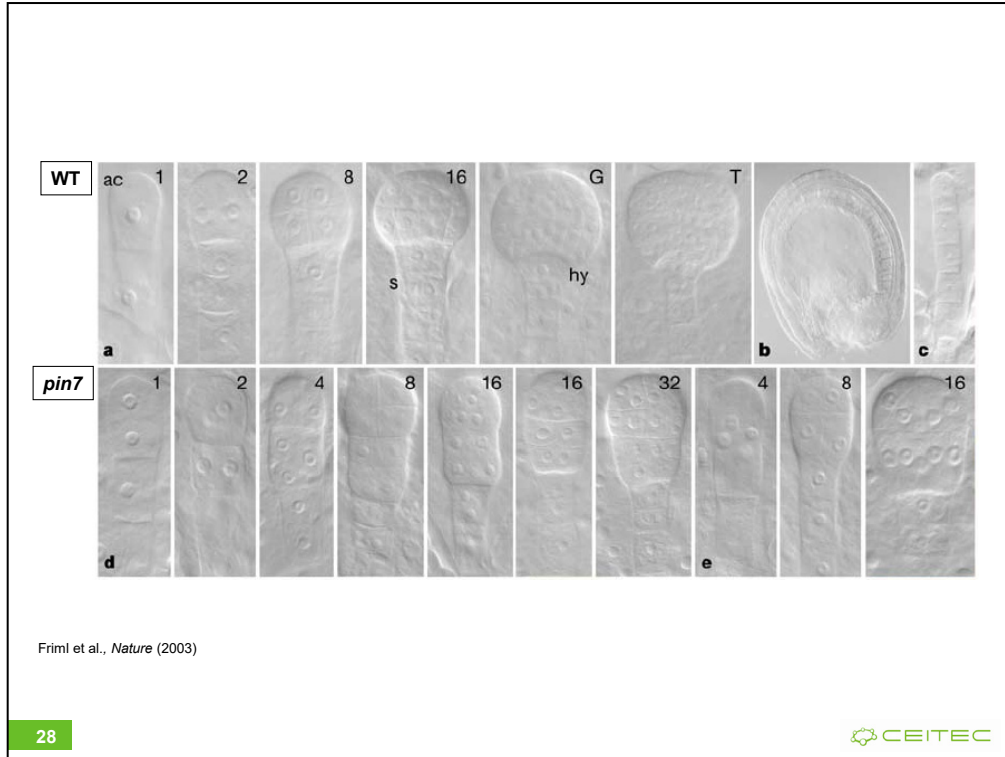 WT
ac 1 2 8 16 G T
s hy
a b c
pin7
1 2 4 8 16 16 32 4 8 16
d e
Friml et al., Nature (2003)
28
CEITEC